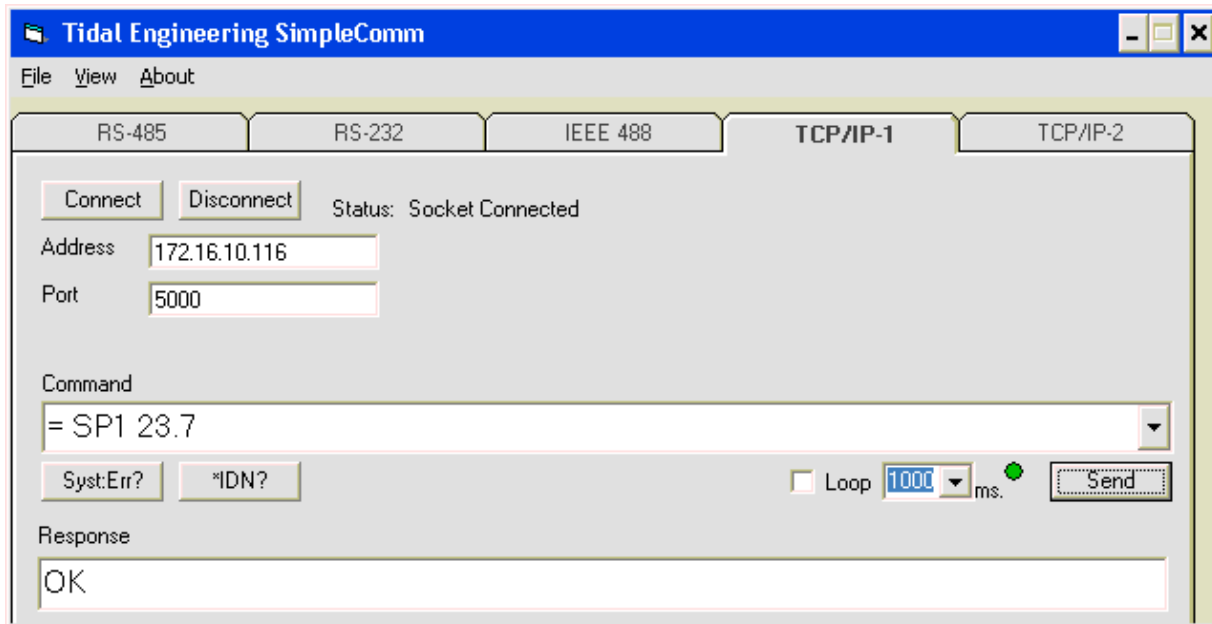 Tidal Engineering SimpleComm
File View About
RS-485 RS-232 IEEE 488 TCP/IP-1 TCP/IP-2
Connect Disconnect Status: Socket Connected
Address 172.16.10.116
Port 5000
Command
= SP1 23.7
Syst:Err? *IDN? Loop 1000 ms. Send
Response
OK